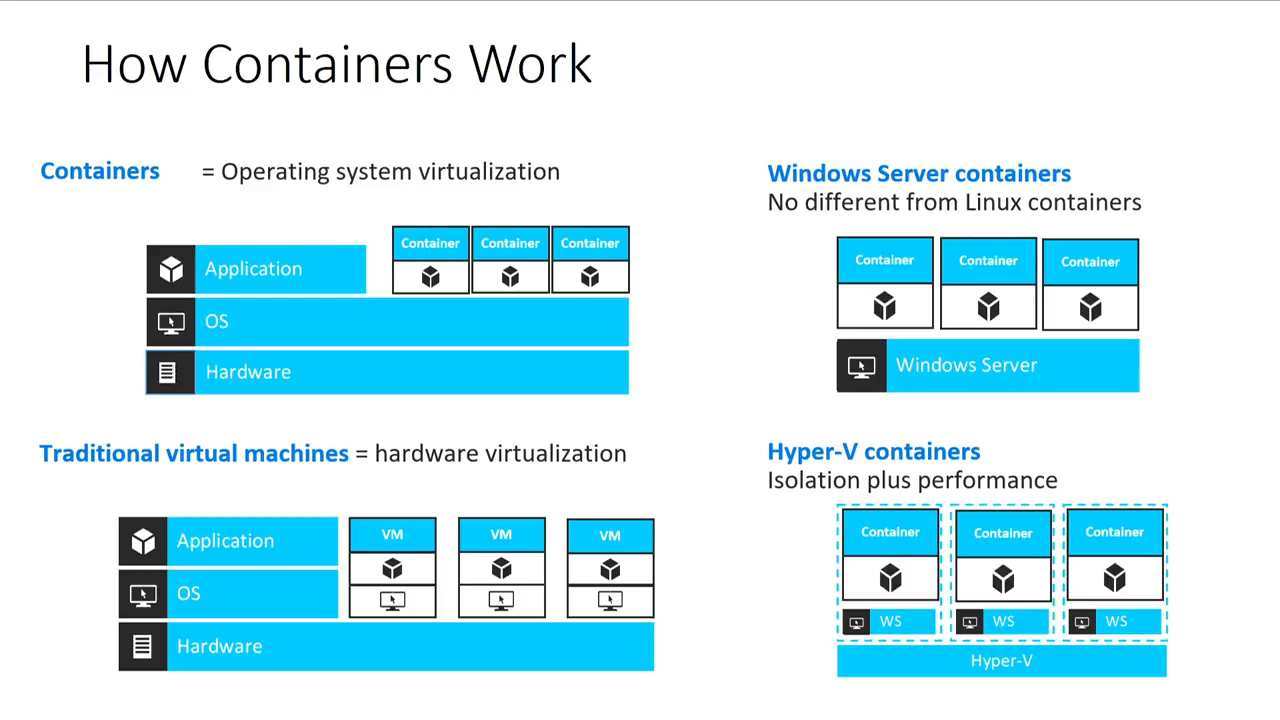 How Containers Work
Containers = Operating system virtualization
Container Container Container
Application
OS
Hardware
Traditional virtual machines = hardware virtualization
VM VM VM
Application
OS
Hardware
Windows Server containers
No different from Linux containers
Container Container Container
Windows Server
Hyper-V containers
Isolation plus performance
Container Container Container
WS WS WS
Hyper-V